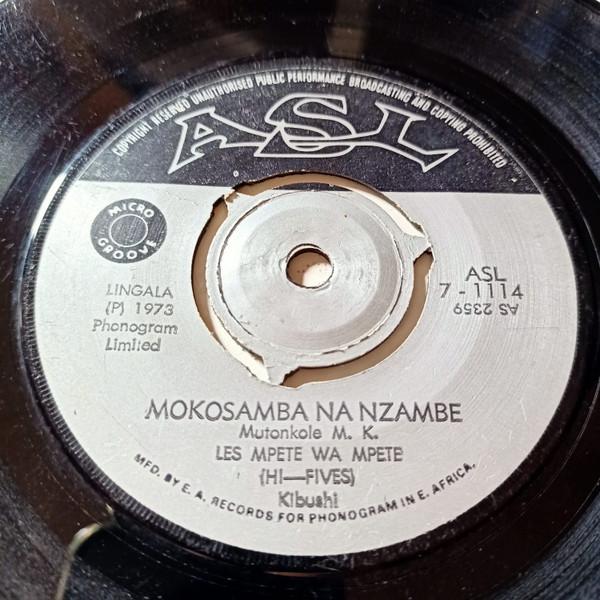 COPYRIGHT RESERVED UNAUTHORISED PUBLIC PERFORMANCE BROADCASTING AND COPYING PROHIBITED
ASL
MICRO
GROOVE
LINGALA
(P) 1973
Phonogram
Limited
ASL
7 - 1114
AS 2359
MOKOSAMBA NA NZAMBE
Mutonkole M. K.
LES MPETE WA MPETE
(HI—FIVES)
Kibushi
MFD. BY E. A. RECORDS FOR PHONOGRAM IN E. AFRICA.